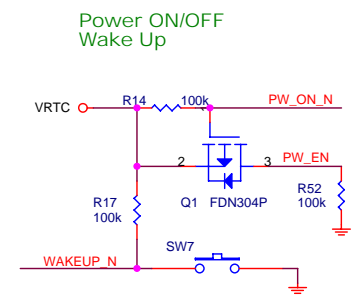 Power ON/OFF
Wake Up
R14 100k PW_ON_N
VRTC
2 3 PW_EN
R17
100k
Q1 FDN304P
R52
100k
SW7
WAKEUP_N